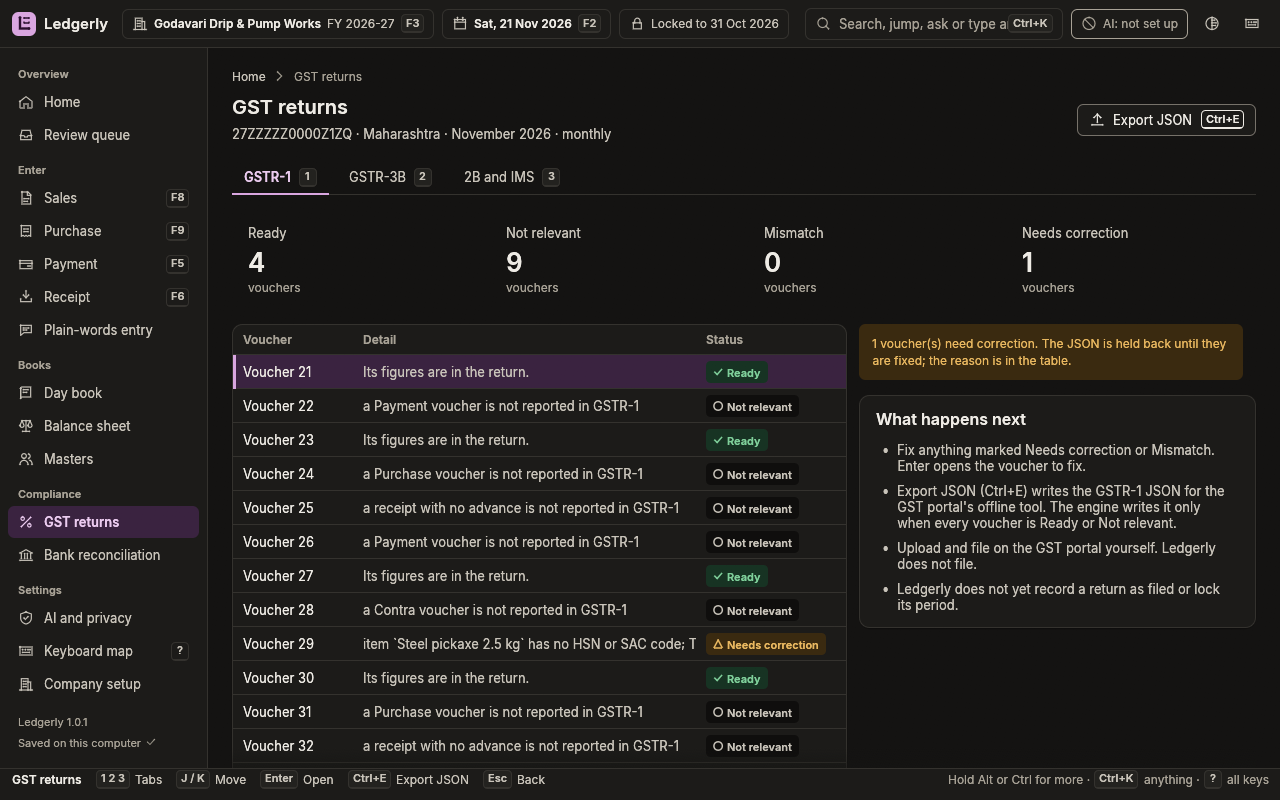 Ledgerly
Godavari Drip & Pump Works FY 2026-27 F3
Sat, 21 Nov 2026 F2
Locked to 31 Oct 2026
Search, jump, ask or type a Ctrl+K
AI: not set up
Overview
Home
Review queue
Enter
Sales F8
Purchase F9
Payment F5
Receipt F6
Plain-words entry
Books
Day book
Balance sheet
Masters
Compliance
GST returns
Bank reconciliation
Settings
AI and privacy
Keyboard map ?
Company setup
Ledgerly 1.0.1
Saved on this computer
Home GST returns
GST returns
27ZZZZZ0000Z1ZQ · Maharashtra · November 2026 · monthly
Export JSON Ctrl+E
GSTR-1 1 GSTR-3B 2 2B and IMS 3
Ready Not relevant Mismatch Needs correction
4 9 0 1
vouchers vouchers vouchers vouchers
Voucher Detail Status
Voucher 21 Its figures are in the return. Ready
Voucher 22 a Payment voucher is not reported in GSTR-1 Not relevant
Voucher 23 Its figures are in the return. Ready
Voucher 24 a Purchase voucher is not reported in GSTR-1 Not relevant
Voucher 25 a receipt with no advance is not reported in GSTR-1 Not relevant
Voucher 26 a Payment voucher is not reported in GSTR-1 Not relevant
Voucher 27 Its figures are in the return. Ready
Voucher 28 a Contra voucher is not reported in GSTR-1 Not relevant
Voucher 29 item `Steel pickaxe 2.5 kg` has no HSN or SAC code; T Needs correction
Voucher 30 Its figures are in the return. Ready
Voucher 31 a Purchase voucher is not reported in GSTR-1 Not relevant
Voucher 32 a receipt with no advance is not reported in GSTR-1 Not relevant
1 voucher(s) need correction. The JSON is held back until they
are fixed; the reason is in the table.
What happens next
• Fix anything marked Needs correction or Mismatch.
Enter opens the voucher to fix.
• Export JSON (Ctrl+E) writes the GSTR-1 JSON for the
GST portal's offline tool. The engine writes it only
when every voucher is Ready or Not relevant.
• Upload and file on the GST portal yourself. Ledgerly
does not file.
• Ledgerly does not yet record a return as filed or lock
its period.
GST returns 1 2 3 Tabs J / K Move Enter Open Ctrl+E Export JSON Esc Back
Hold Alt or Ctrl for more · Ctrl+K anything · ? all keys